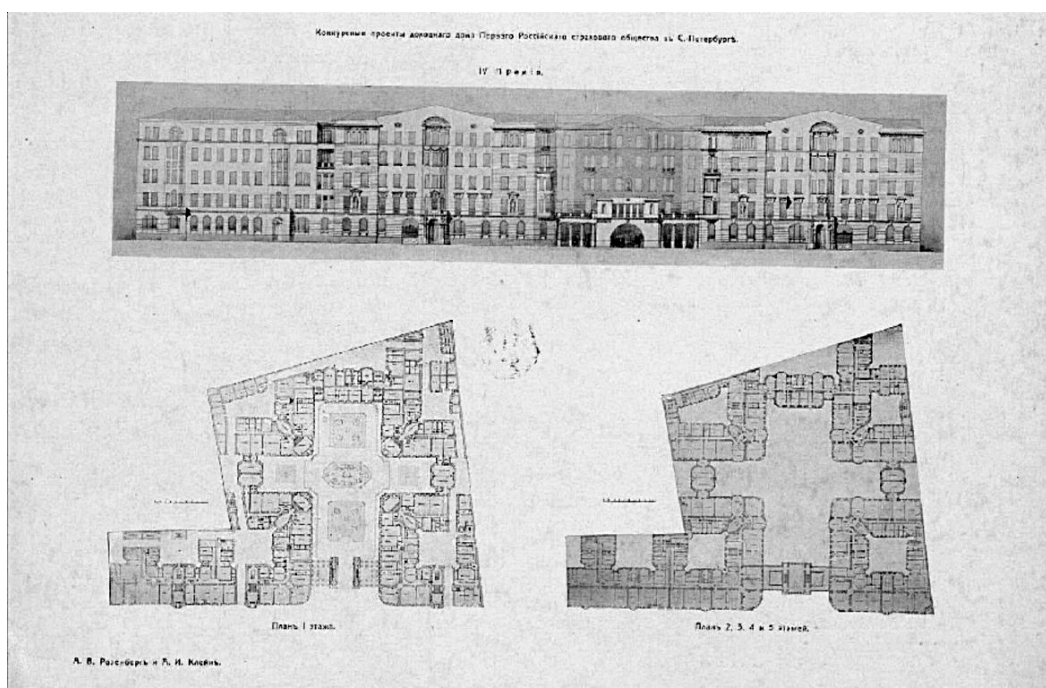 Конкурсные проекты доходнаго дома Перваго Россійскаго страхового общества въ С.-Петербургѣ.
IV премія.
Планъ 1 этажа.
Планъ 2, 3, 4 и 5 этажей.
А. В. Розенбергъ и А. И. Клейнъ.